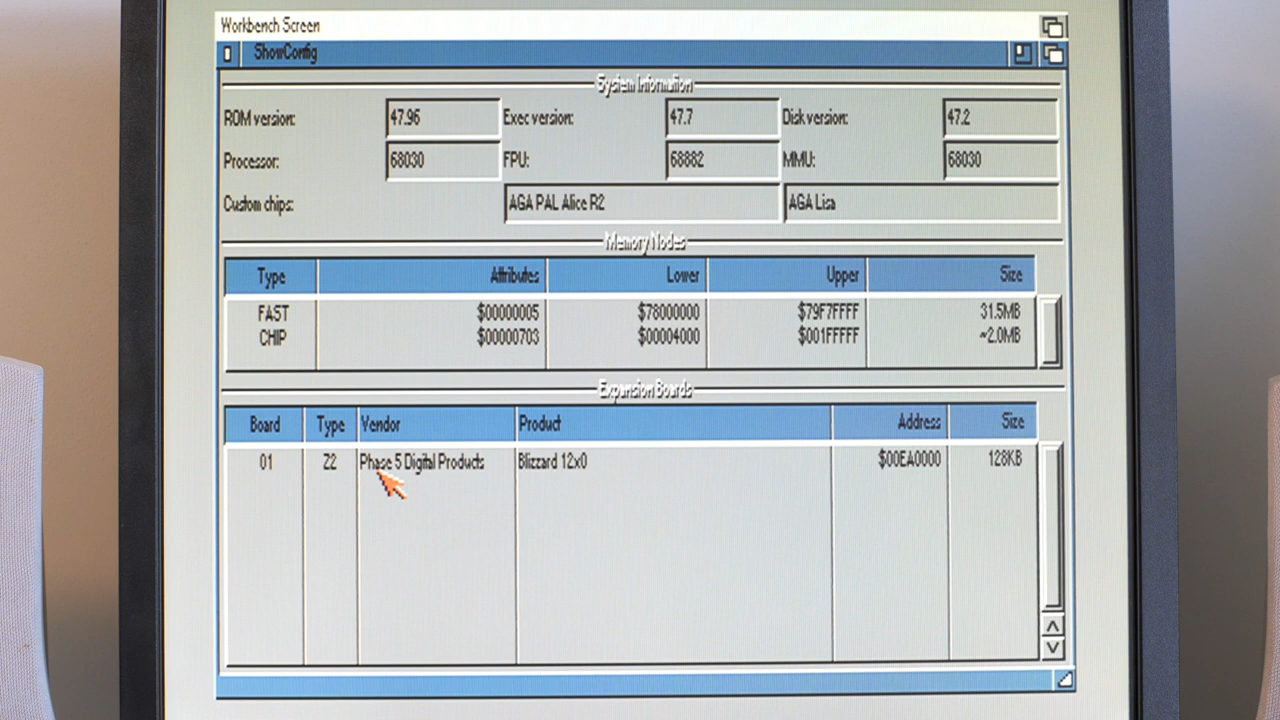 Workbench Screen
ShowConfig
System Information
ROM version: 47.96 Exec version: 47.7 Disk version: 47.2
Processor: 68030 FPU: 68882 MMU: 68030
Custom chips: AGA PAL Alice R2 AGA Lisa
Memory Nodes
Type Attributes Lower Upper Size
FAST $00000005 $78000000 $79F7FFFF 31.5MB
CHIP $00000703 $00004000 $001FFFFF ~2.0MB
Expansion Boards
Board Type Vendor Product Address Size
01 Z2 Phase 5 Digital Products Blizzard 12x0 $00EA0000 128KB